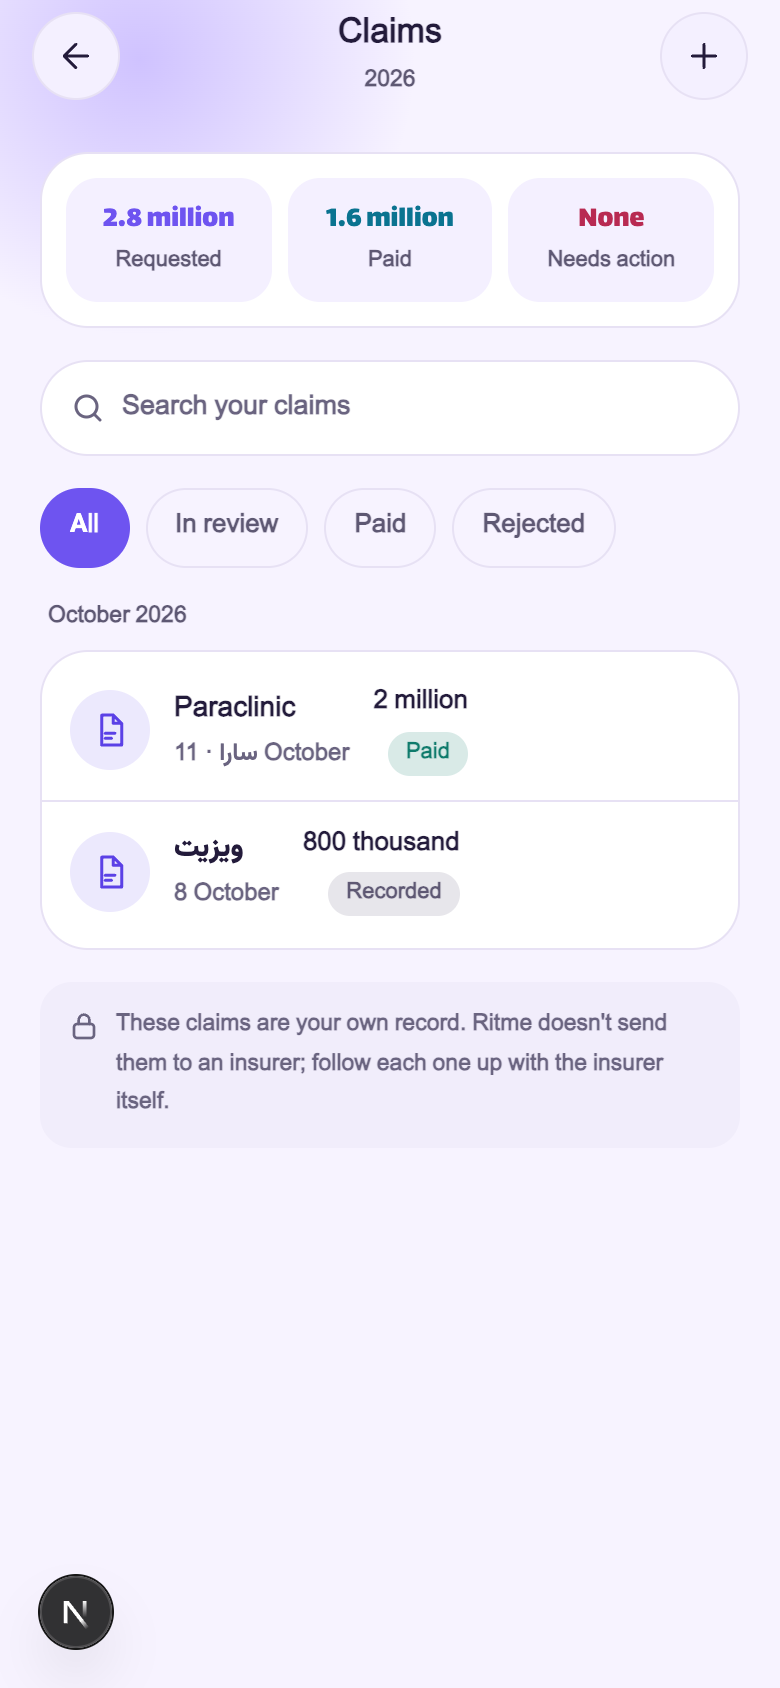 Claims
2026
2.8 million
Requested
1.6 million
Paid
None
Needs action
Search your claims
All
In review
Paid
Rejected
October 2026
Paraclinic
2 million
11 · سارا October
Paid
ویزیت
800 thousand
8 October
Recorded
These claims are your own record. Ritme doesn't send
them to an insurer; follow each one up with the insurer
itself.
N